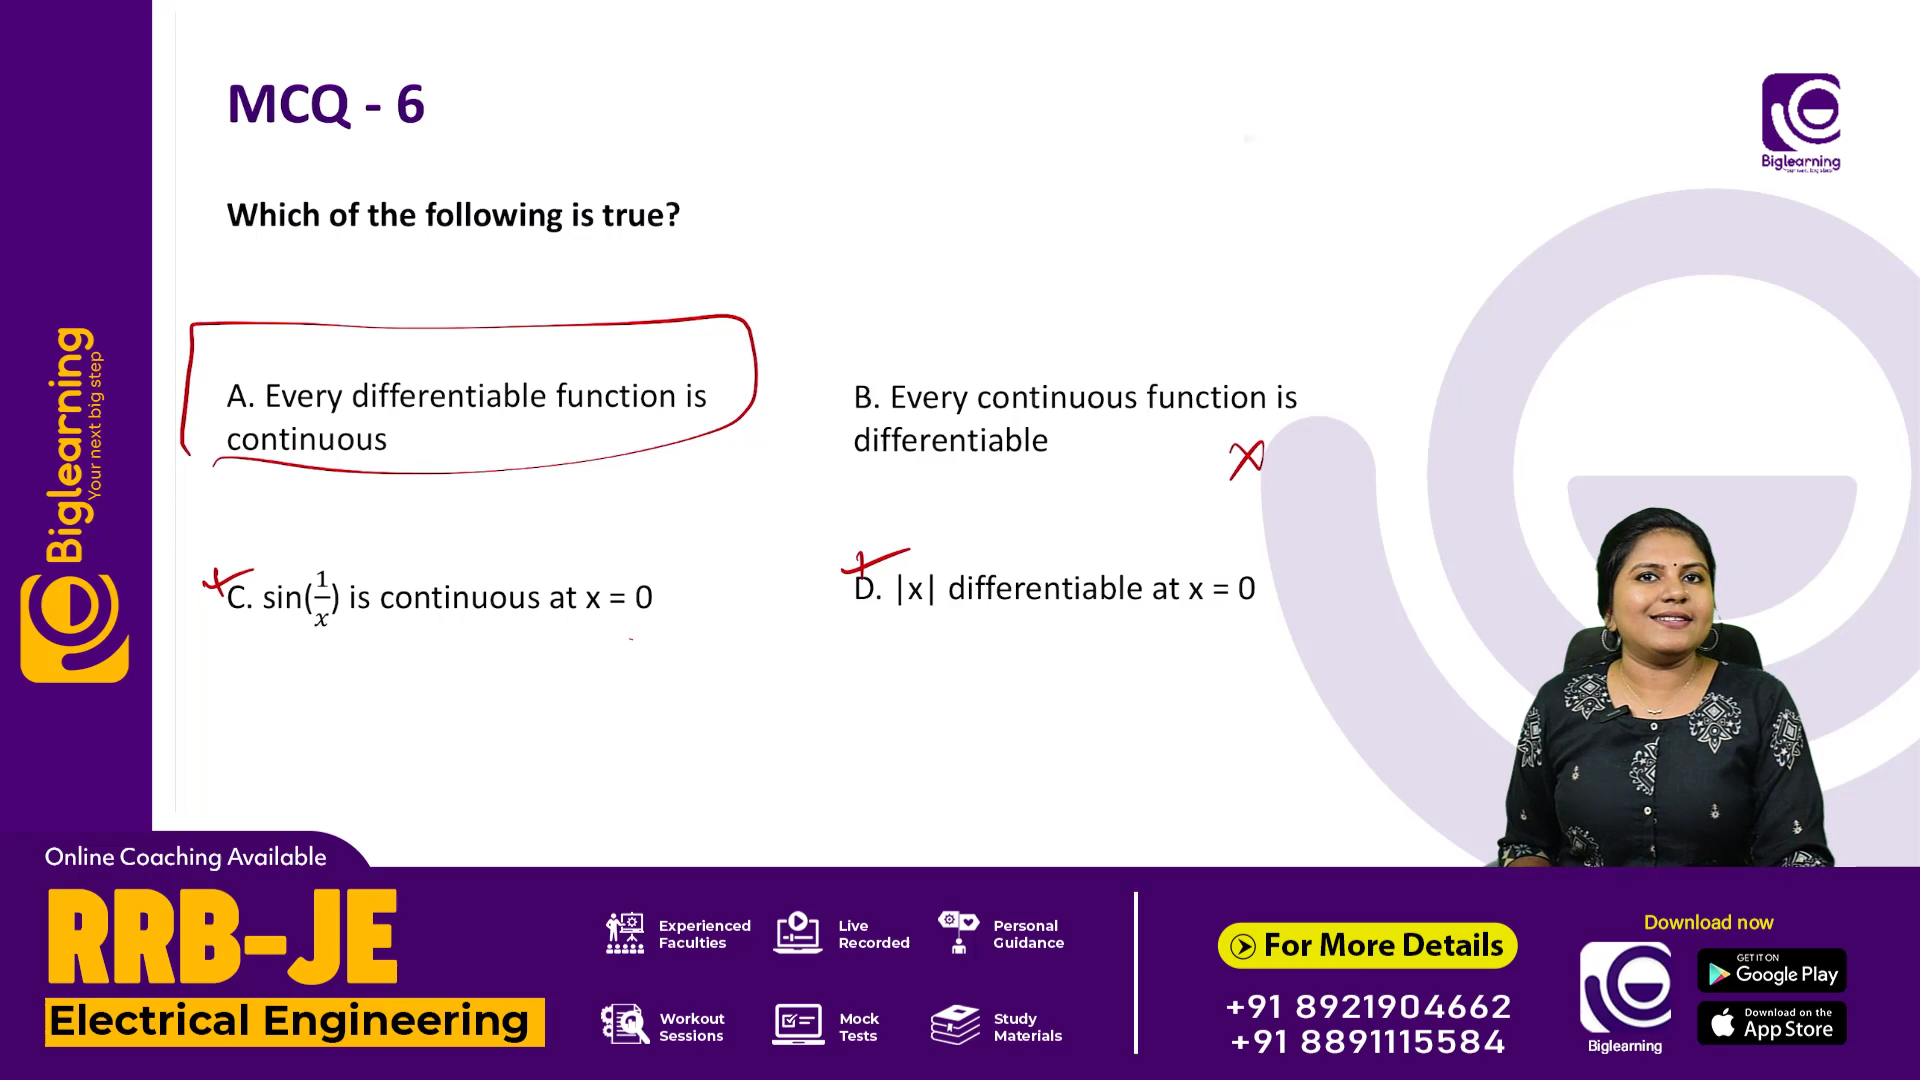 MCQ - 6
Biglearning
Which of the following is true?
A. Every differentiable function is
continuous
B. Every continuous function is
differentiable
C. sin(1/x) is continuous at x = 0
D. |x| differentiable at x = 0
Biglearning
Your next big step
Online Coaching Available
RRB-JE
Electrical Engineering
Experienced
Faculties
Live
Recorded
Personal
Guidance
Workout
Sessions
Mock
Tests
Study
Materials
For More Details
+91 8921904662
+91 8891115584
Download now
Biglearning
GET IT ON
Google Play
Download on the
App Store